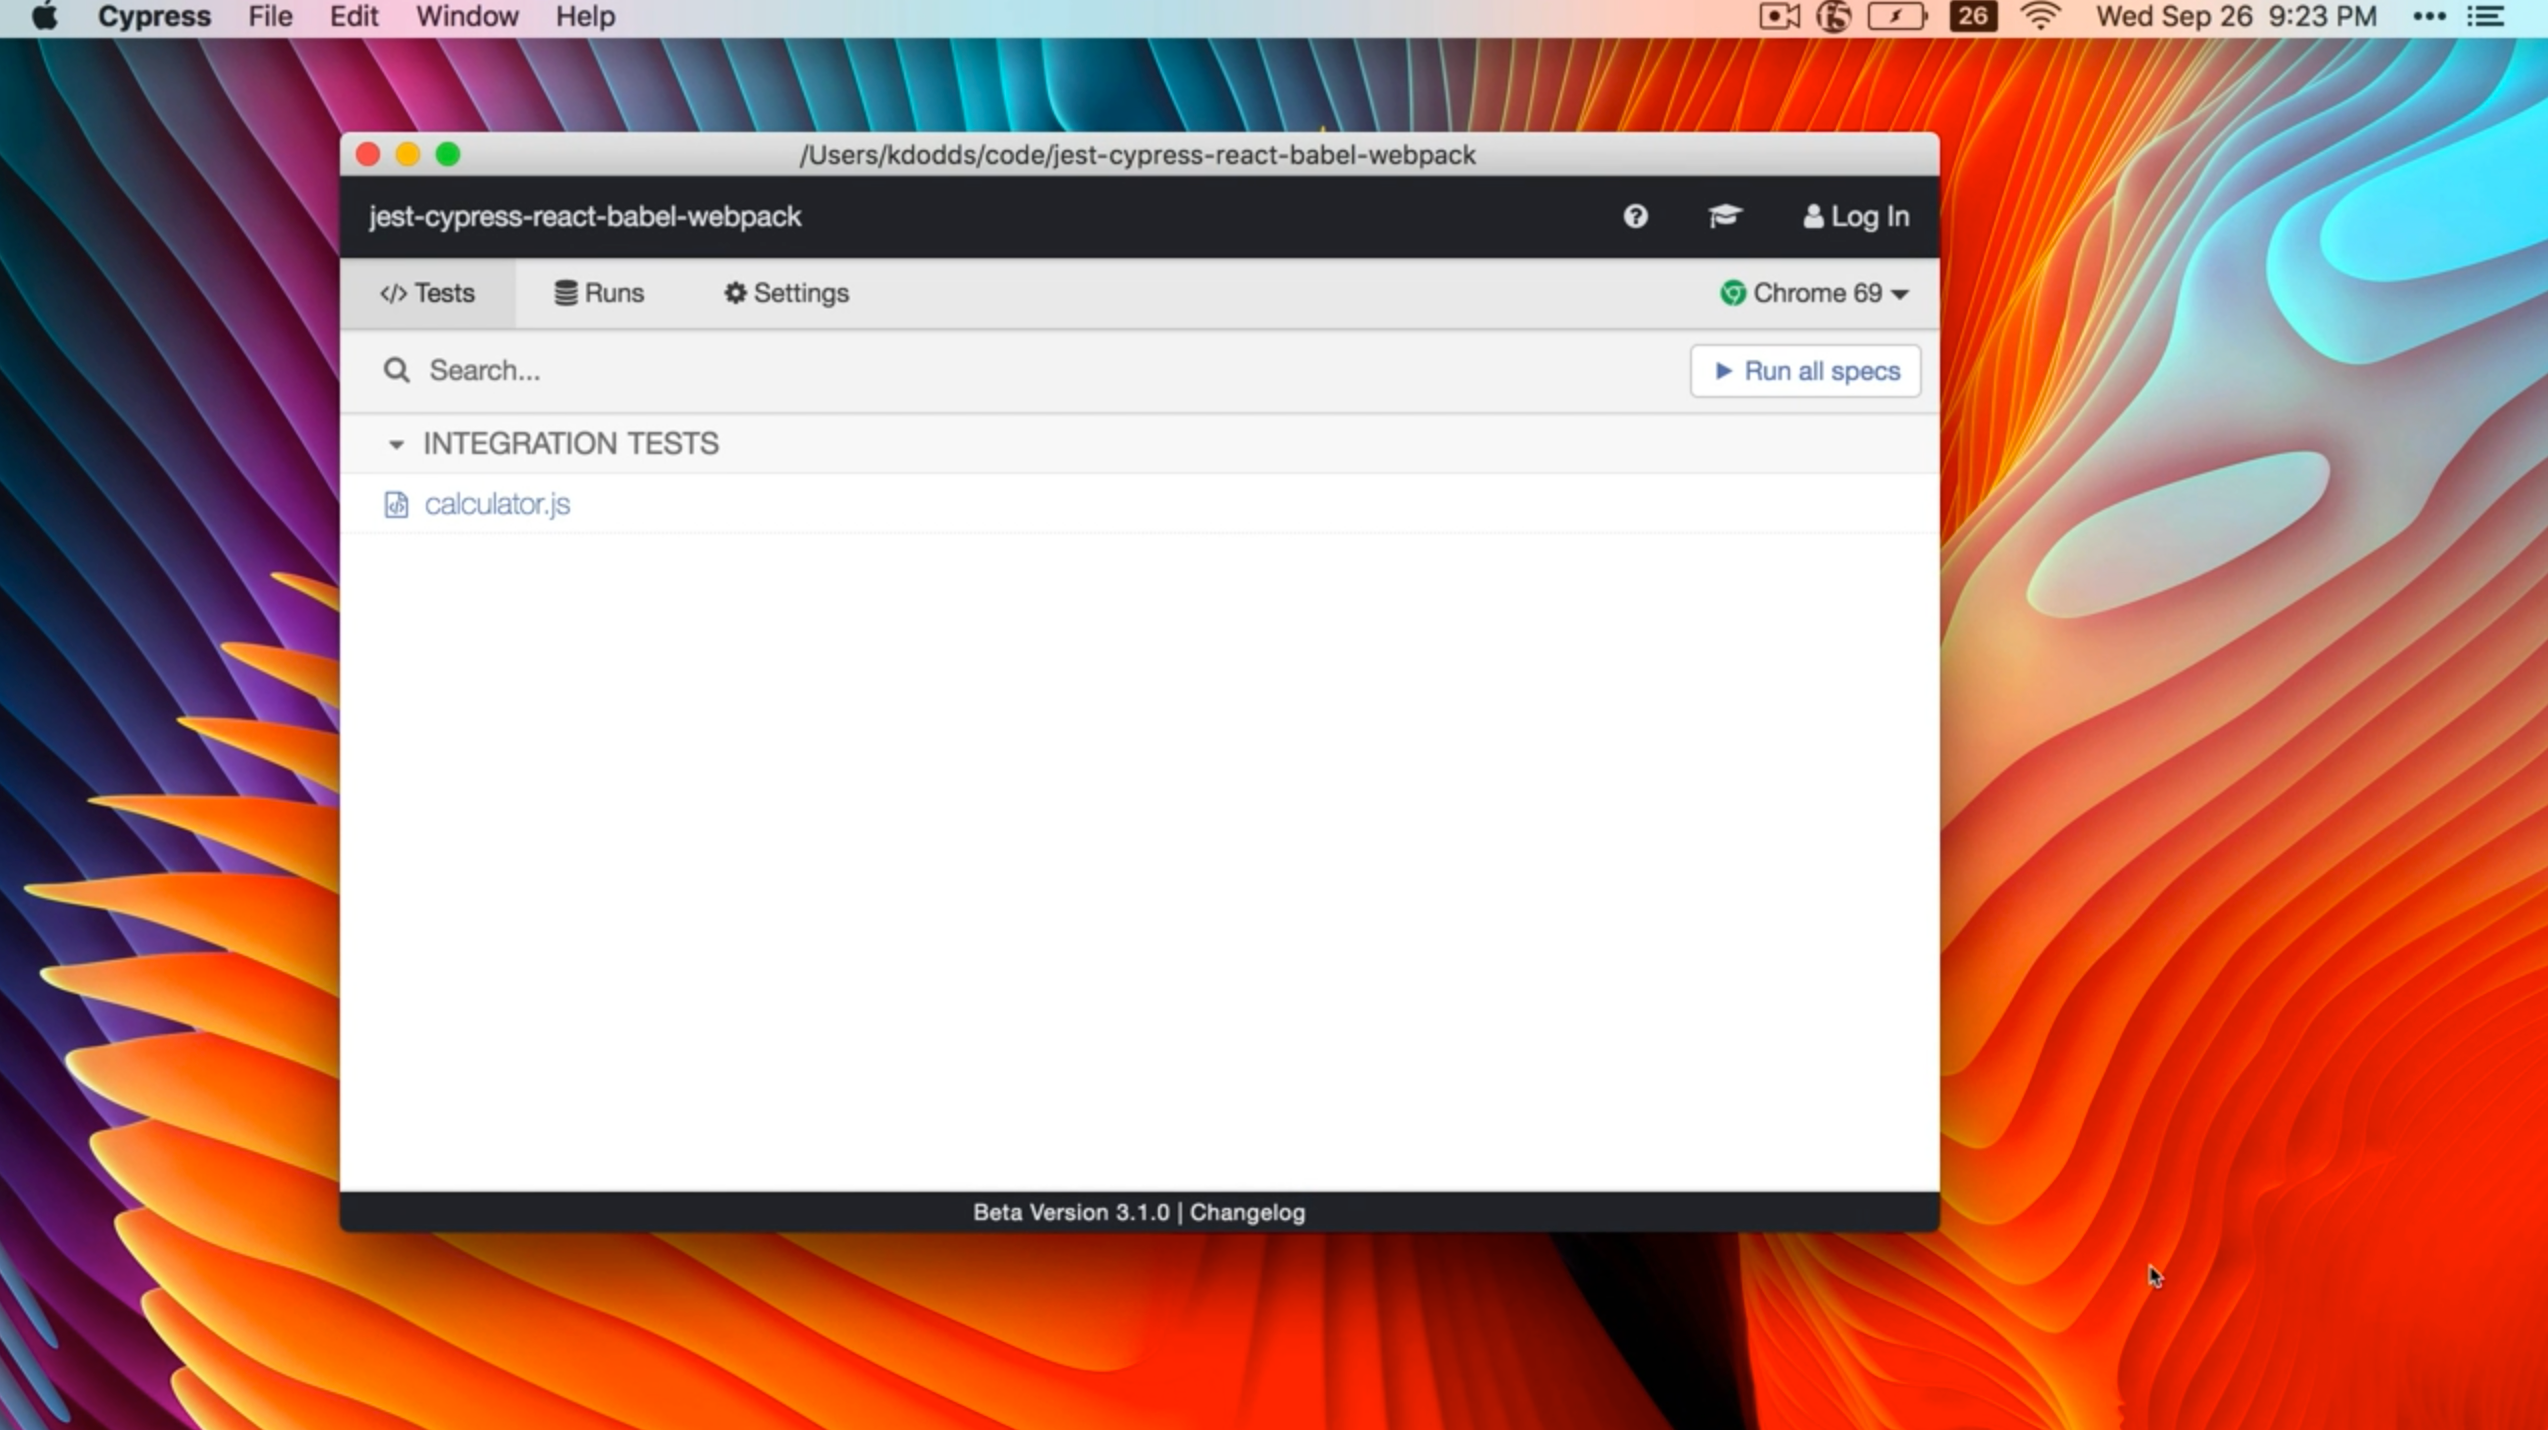 Cypress File Edit Window Help 26 Wed Sep 26 9:23 PM
/Users/kdodds/code/jest-cypress-react-babel-webpack
jest-cypress-react-babel-webpack Log In
Tests Runs Settings Chrome 69
Search... Run all specs
INTEGRATION TESTS
calculator.js
Beta Version 3.1.0 | Changelog